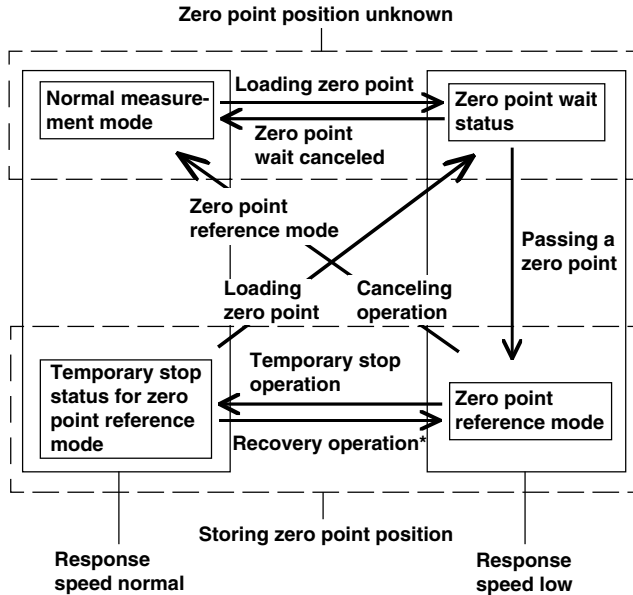 Zero point position unknown
Loading zero point
Normal measure-
ment mode
Zero point wait
status
Zero point
wait canceled
Zero point
reference mode
Passing a
zero point
Loading
zero point
Canceling
operation
Temporary stop
operation
Temporary stop
status for zero
point reference
mode
Zero point
reference mode
Recovery operation*
Storing zero point position
Response
speed normal
Response
speed low